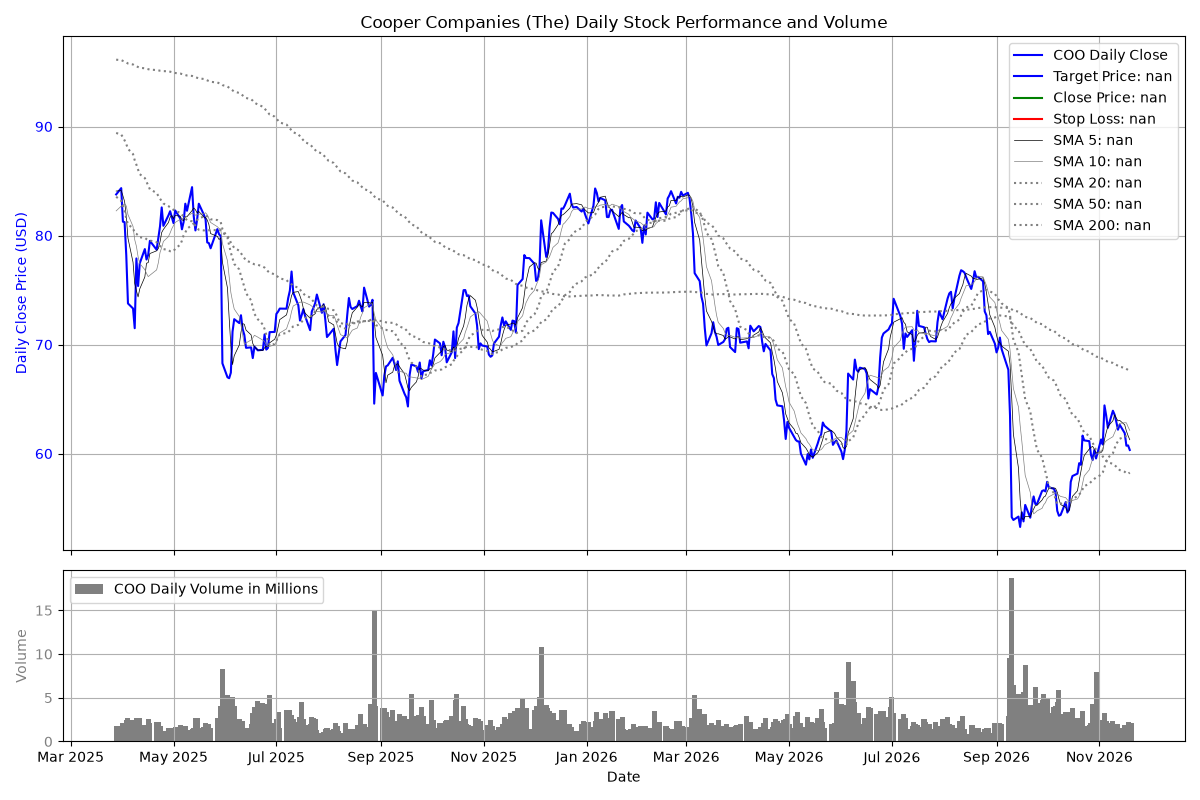 Cooper Companies (The) Daily Stock Performance and Volume
Daily Close Price (USD)
90
80
70
60
COO Daily Close
Target Price: nan
Close Price: nan
Stop Loss: nan
SMA 5: nan
SMA 10: nan
SMA 20: nan
SMA 50: nan
SMA 200: nan
COO Daily Volume in Millions
Volume
15
10
5
0
Mar 2025 May 2025 Jul 2025 Sep 2025 Nov 2025 Jan 2026 Mar 2026 May 2026 Jul 2026 Sep 2026 Nov 2026
Date